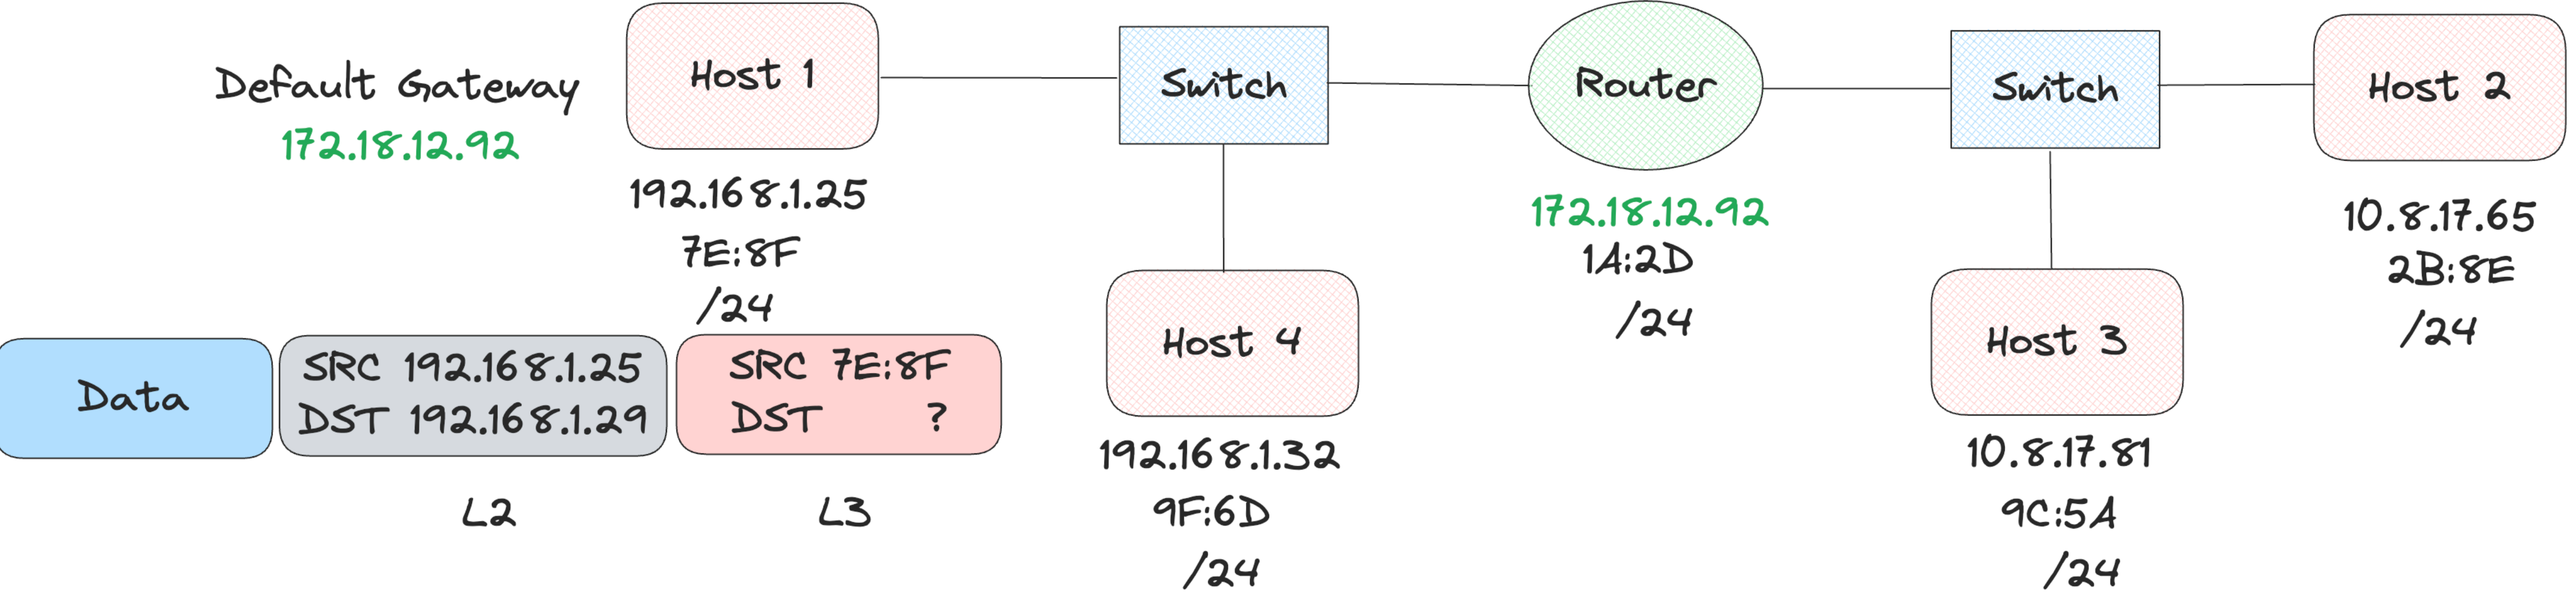 Default Gateway
172.18.12.92
Host 1
192.168.1.25
7E:8F
/24
Switch
Router
172.18.12.92
1A:2D
/24
Switch
Host 2
10.8.17.65
2B:8E
/24
Host 4
192.168.1.32
9F:6D
/24
Host 3
10.8.17.81
9C:5A
/24
Data
SRC 192.168.1.25
DST 192.168.1.29
L2
SRC 7E:8F
DST ?
L3